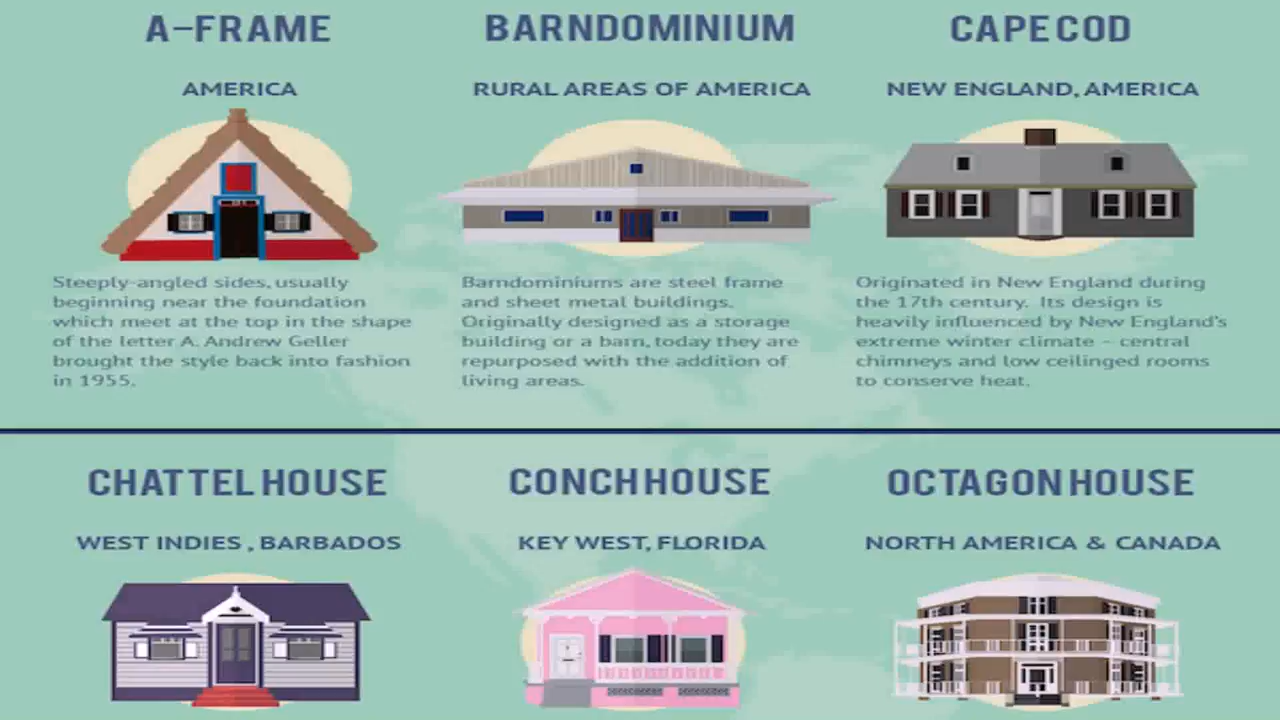 A-FRAME
AMERICA
Steeply-angled sides, usually
beginning near the foundation
which meet at the top in the shape
of the letter A. Andrew Geller
brought the style back into fashion
in 1955.
BARNDOMINIUM
RURAL AREAS OF AMERICA
Barndominiums are steel frame
and sheet metal buildings.
Originally designed as a storage
building or a barn, today they are
repurposed with the addition of
living areas.
CAPE COD
NEW ENGLAND, AMERICA
Originated in New England during
the 17th century. Its design is
heavily influenced by New England's
extreme winter climate – central
chimneys and low ceilinged rooms
to conserve heat.
CHATTEL HOUSE
WEST INDIES , BARBADOS
CONCH HOUSE
KEY WEST, FLORIDA
OCTAGON HOUSE
NORTH AMERICA & CANADA